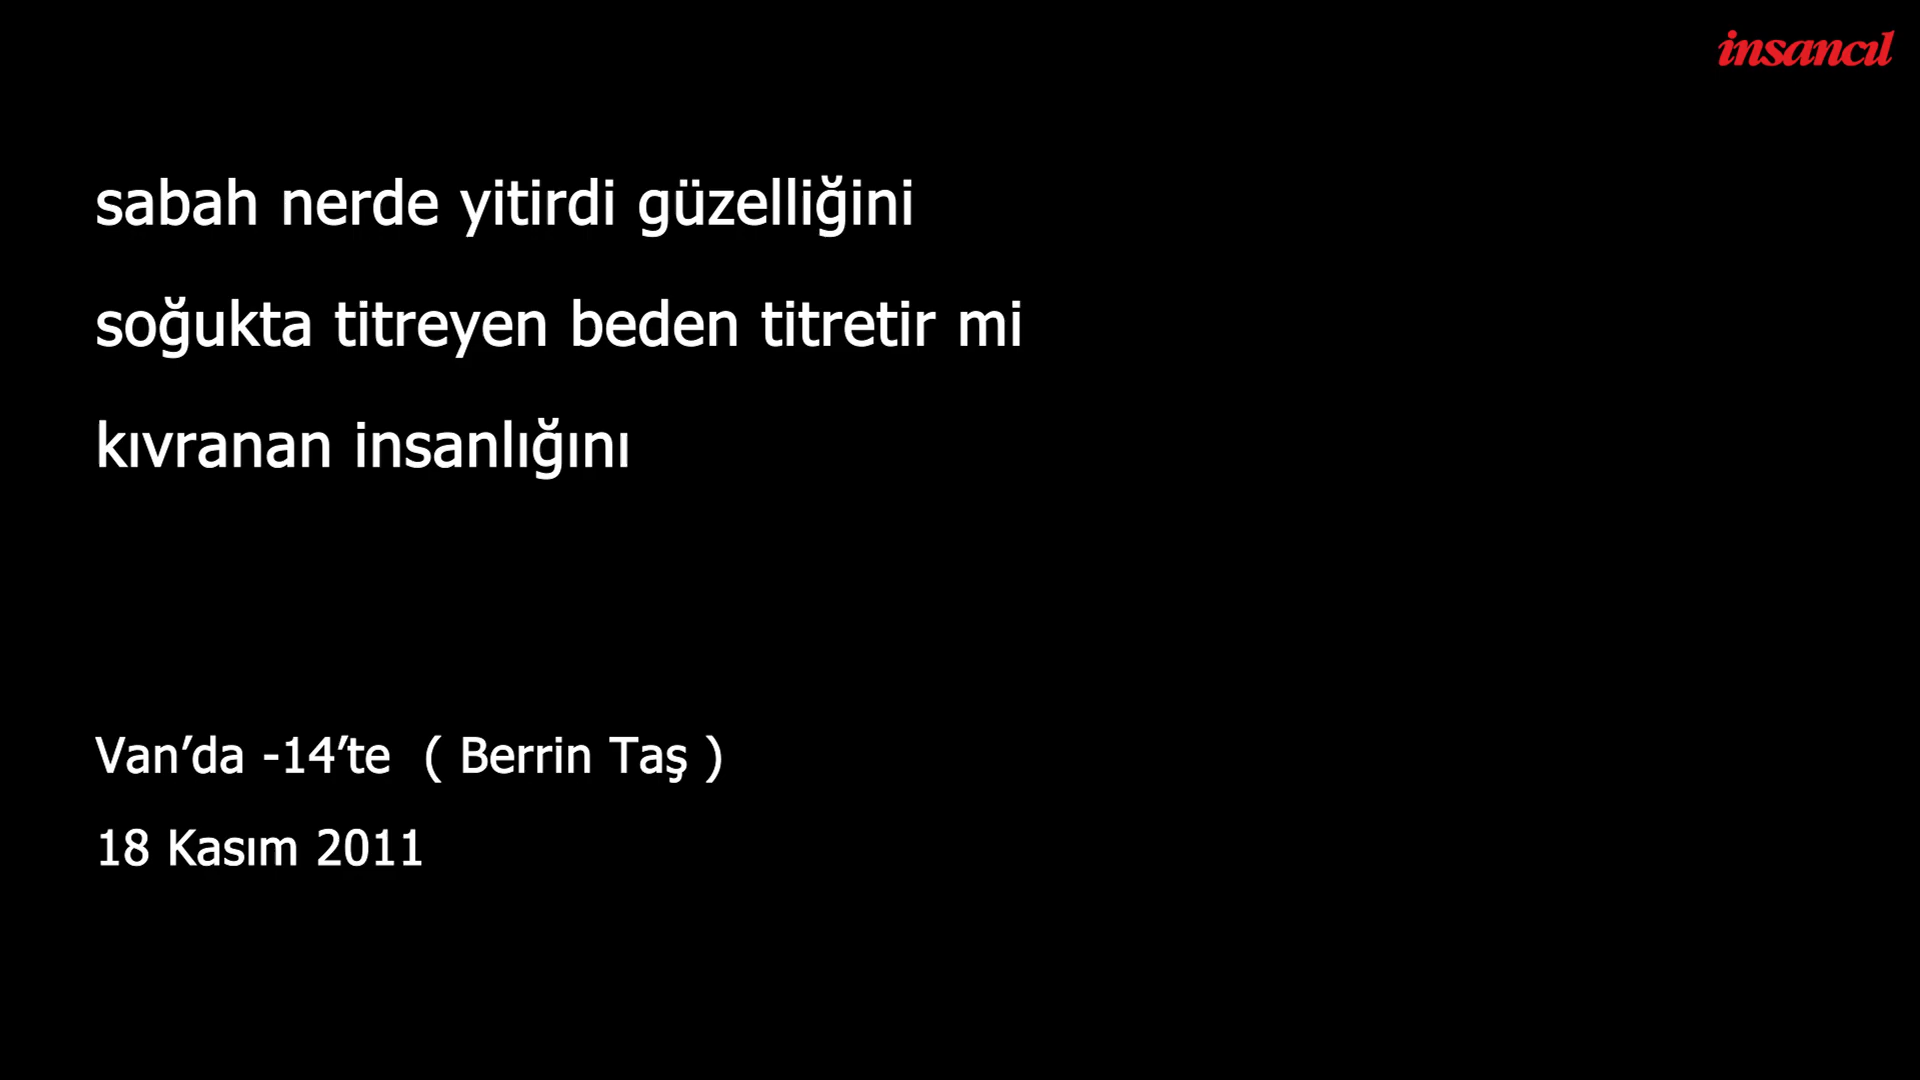 insancıl
sabah nerde yitirdi güzelliğini
soğukta titreyen beden titretir mi
kıvranan insanlığını
Van’da -14’te ( Berrin Taş )
18 Kasım 2011